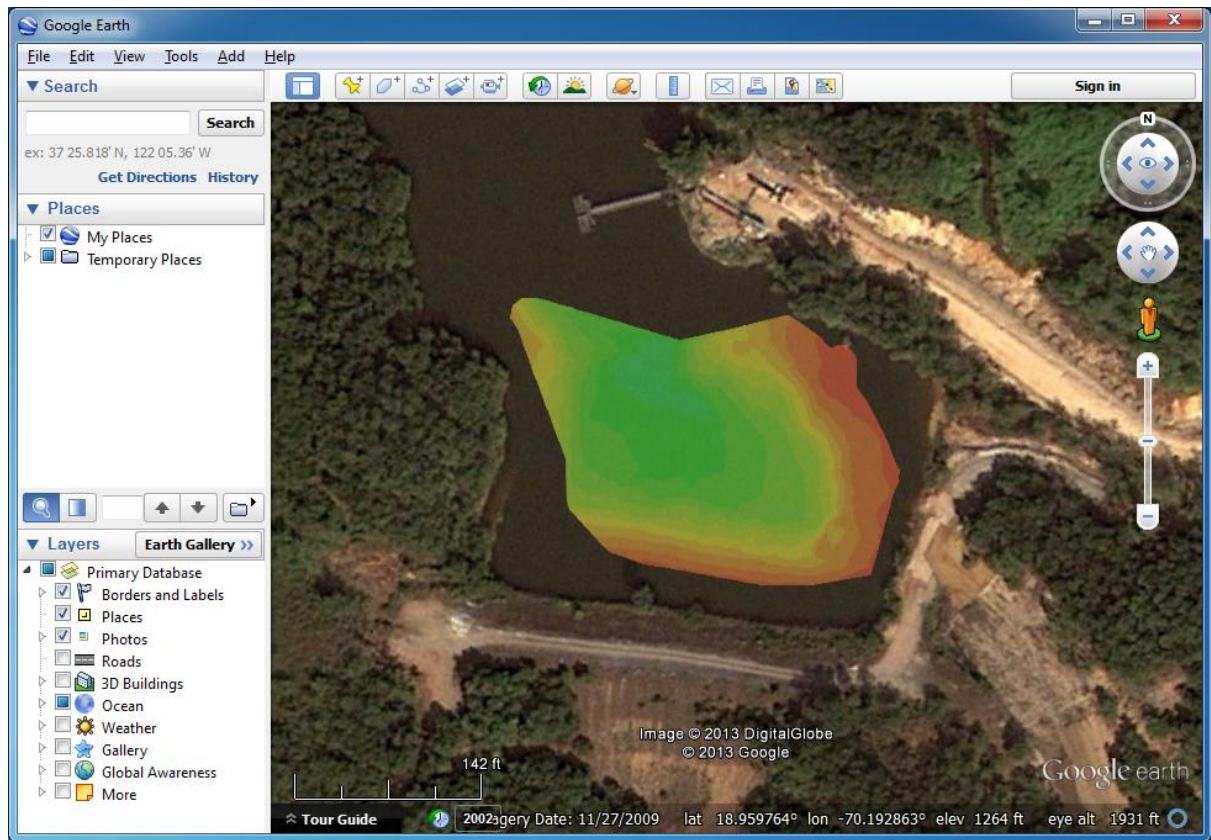 Google Earth
File Edit View Tools Add Help
Search
Sign in
Search
ex: 37 25.818' N, 122 05.36' W
Get Directions History
Places
My Places
Temporary Places
Layers
Earth Gallery >>
Primary Database
Borders and Labels
Places
Photos
Roads
3D Buildings
Ocean
Weather
Gallery
Global Awareness
More
N
Image © 2013 DigitalGlobe
© 2013 Google
Google earth
142 ft
Tour Guide
2002 agery Date: 11/27/2009 lat 18.959764° lon -70.192863° elev 1264 ft eye alt 1931 ft